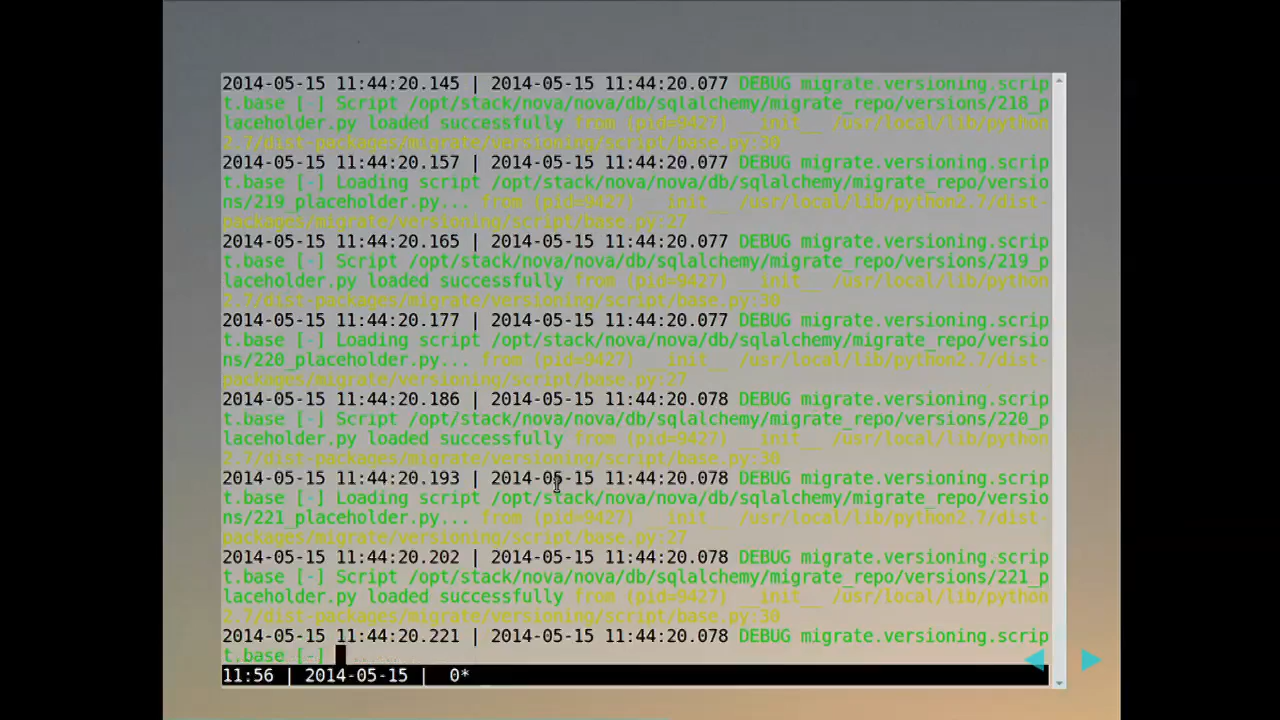 2014-05-15 11:44:20.145 | 2014-05-15 11:44:20.077 DEBUG migrate.versioning.scrip
t.base [-] Script /opt/stack/nova/nova/db/sqlalchemy/migrate_repo/versions/218_p
laceholder.py loaded successfully from (pid=9427) __init__ /usr/local/lib/python
2.7/dist-packages/migrate/versioning/script/base.py:30
2014-05-15 11:44:20.157 | 2014-05-15 11:44:20.077 DEBUG migrate.versioning.scrip
t.base [-] Loading script /opt/stack/nova/nova/db/sqlalchemy/migrate_repo/versio
ns/219_placeholder.py... from (pid=9427) __init__ /usr/local/lib/python2.7/dist-
packages/migrate/versioning/script/base.py:27
2014-05-15 11:44:20.165 | 2014-05-15 11:44:20.077 DEBUG migrate.versioning.scrip
t.base [-] Script /opt/stack/nova/nova/db/sqlalchemy/migrate_repo/versions/219_p
laceholder.py loaded successfully from (pid=9427) __init__ /usr/local/lib/python
2.7/dist-packages/migrate/versioning/script/base.py:30
2014-05-15 11:44:20.177 | 2014-05-15 11:44:20.077 DEBUG migrate.versioning.scrip
t.base [-] Loading script /opt/stack/nova/nova/db/sqlalchemy/migrate_repo/versio
ns/220_placeholder.py... from (pid=9427) __init__ /usr/local/lib/python2.7/dist-
packages/migrate/versioning/script/base.py:27
2014-05-15 11:44:20.186 | 2014-05-15 11:44:20.078 DEBUG migrate.versioning.scrip
t.base [-] Script /opt/stack/nova/nova/db/sqlalchemy/migrate_repo/versions/220_p
laceholder.py loaded successfully from (pid=9427) __init__ /usr/local/lib/python
2.7/dist-packages/migrate/versioning/script/base.py:30
2014-05-15 11:44:20.193 | 2014-05-15 11:44:20.078 DEBUG migrate.versioning.scrip
t.base [-] Loading script /opt/stack/nova/nova/db/sqlalchemy/migrate_repo/versio
ns/221_placeholder.py... from (pid=9427) __init__ /usr/local/lib/python2.7/dist-
packages/migrate/versioning/script/base.py:27
2014-05-15 11:44:20.202 | 2014-05-15 11:44:20.078 DEBUG migrate.versioning.scrip
t.base [-] Script /opt/stack/nova/nova/db/sqlalchemy/migrate_repo/versions/221_p
laceholder.py loaded successfully from (pid=9427) __init__ /usr/local/lib/python
2.7/dist-packages/migrate/versioning/script/base.py:30
2014-05-15 11:44:20.221 | 2014-05-15 11:44:20.078 DEBUG migrate.versioning.scrip
t.base [-]
11:56 | 2014-05-15 | 0*